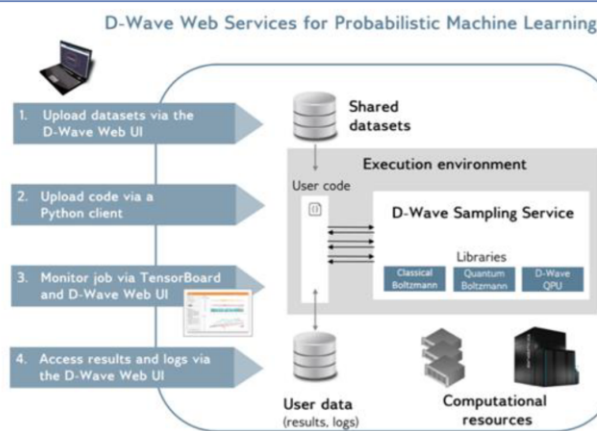 D-Wave Web Services for Probabilistic Machine Learning
1. Upload datasets via the
D-Wave Web UI
Shared
datasets
Execution environment
User code
2. Upload code via a
Python client
D-Wave Sampling Service
Libraries
Classical
Boltzmann
Quantum
Boltzmann
D-Wave
QPU
3. Monitor job via TensorBoard
and D-Wave Web UI
4. Access results and logs via
the D-Wave Web UI
User data
(results, logs)
Computational
resources